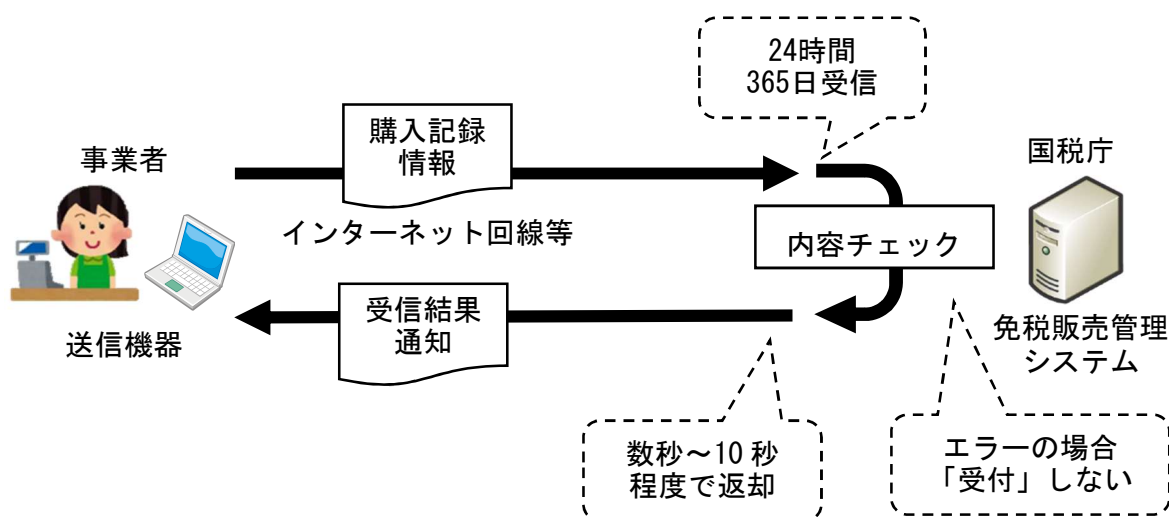 24時間
365日受信
購入記録
情報
事業者
国税庁
インターネット回線等
内容チェック
受信結果
通知
送信機器
免税販売管理
システム
数秒～10秒
程度で返却
エラーの場合
「受付」しない